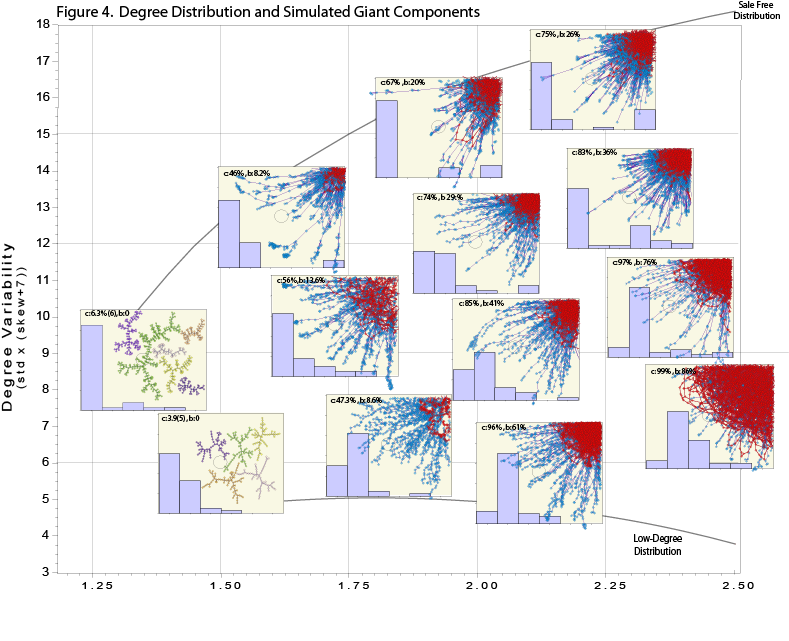 Figure 4. Degree Distribution and Simulated Giant Components
Sale Free
Distribution
18
17
16
15
14
13
12
11
10
9
8
7
6
5
4
3
Degree Variability
(std x (skew+7))
c:75%,b:26%
c:67%,b:20%
c:83%,b:36%
c:46%,b:8.2%
c:74%,b:29:%
c:97%,b:76%
c:56%,b:13,6%
c:85%,b:41%
c:6.3%(6),b:0
c:99%,b:86%
c:47.3%,b:8.6%
c:3.9(5),b:0
c:96%,b:61%
Low-Degree
Distribution
1.25
1.50
1.75
2.00
2.25
2.50